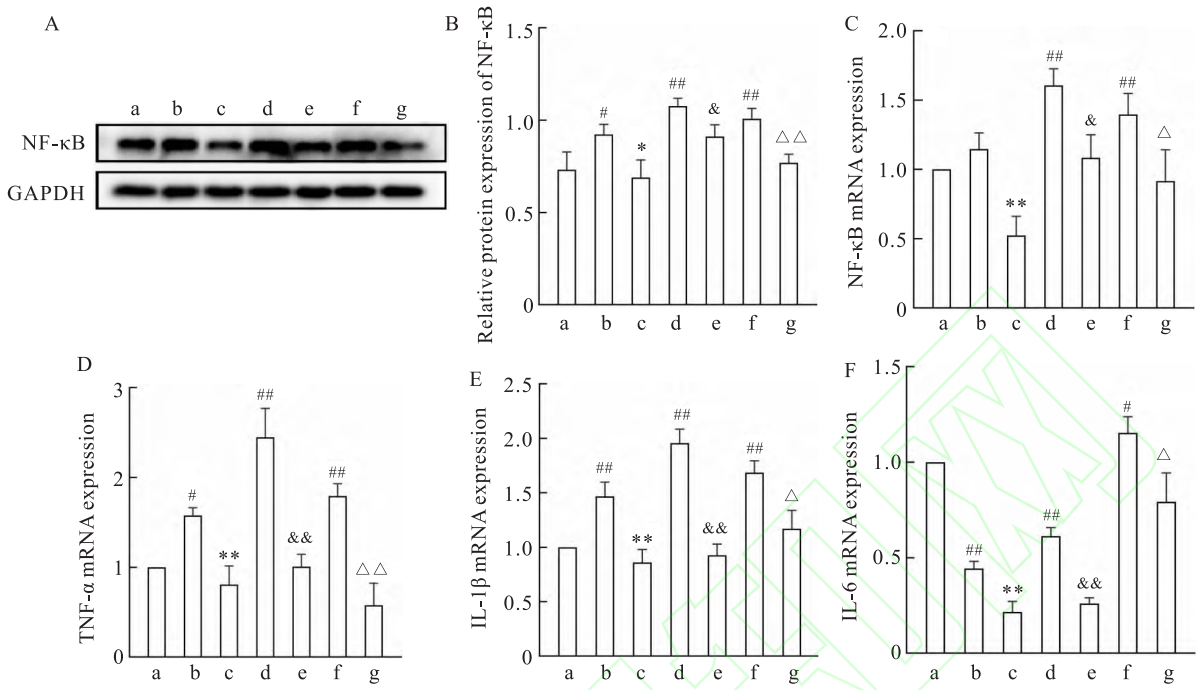 A
a b c d e f g
NF-κB
GAPDH
B
Relative protein expression of NF-κB
1.5
1.0
0.5
0
# * ## & ## △△
a b c d e f g
C
NF-κB mRNA expression
2.0
1.5
1.0
0.5
0
** ## & ## △
a b c d e f g
D
TNF-α mRNA expression
3
2
1
0
# ** ## && ## △△
a b c d e f g
E
IL-1β mRNA expression
2.5
2.0
1.5
1.0
0.5
0
## ** ## && ## △
a b c d e f g
F
IL-6 mRNA expression
1.5
1.0
0.5
0
## ** ## && # △
a b c d e f g